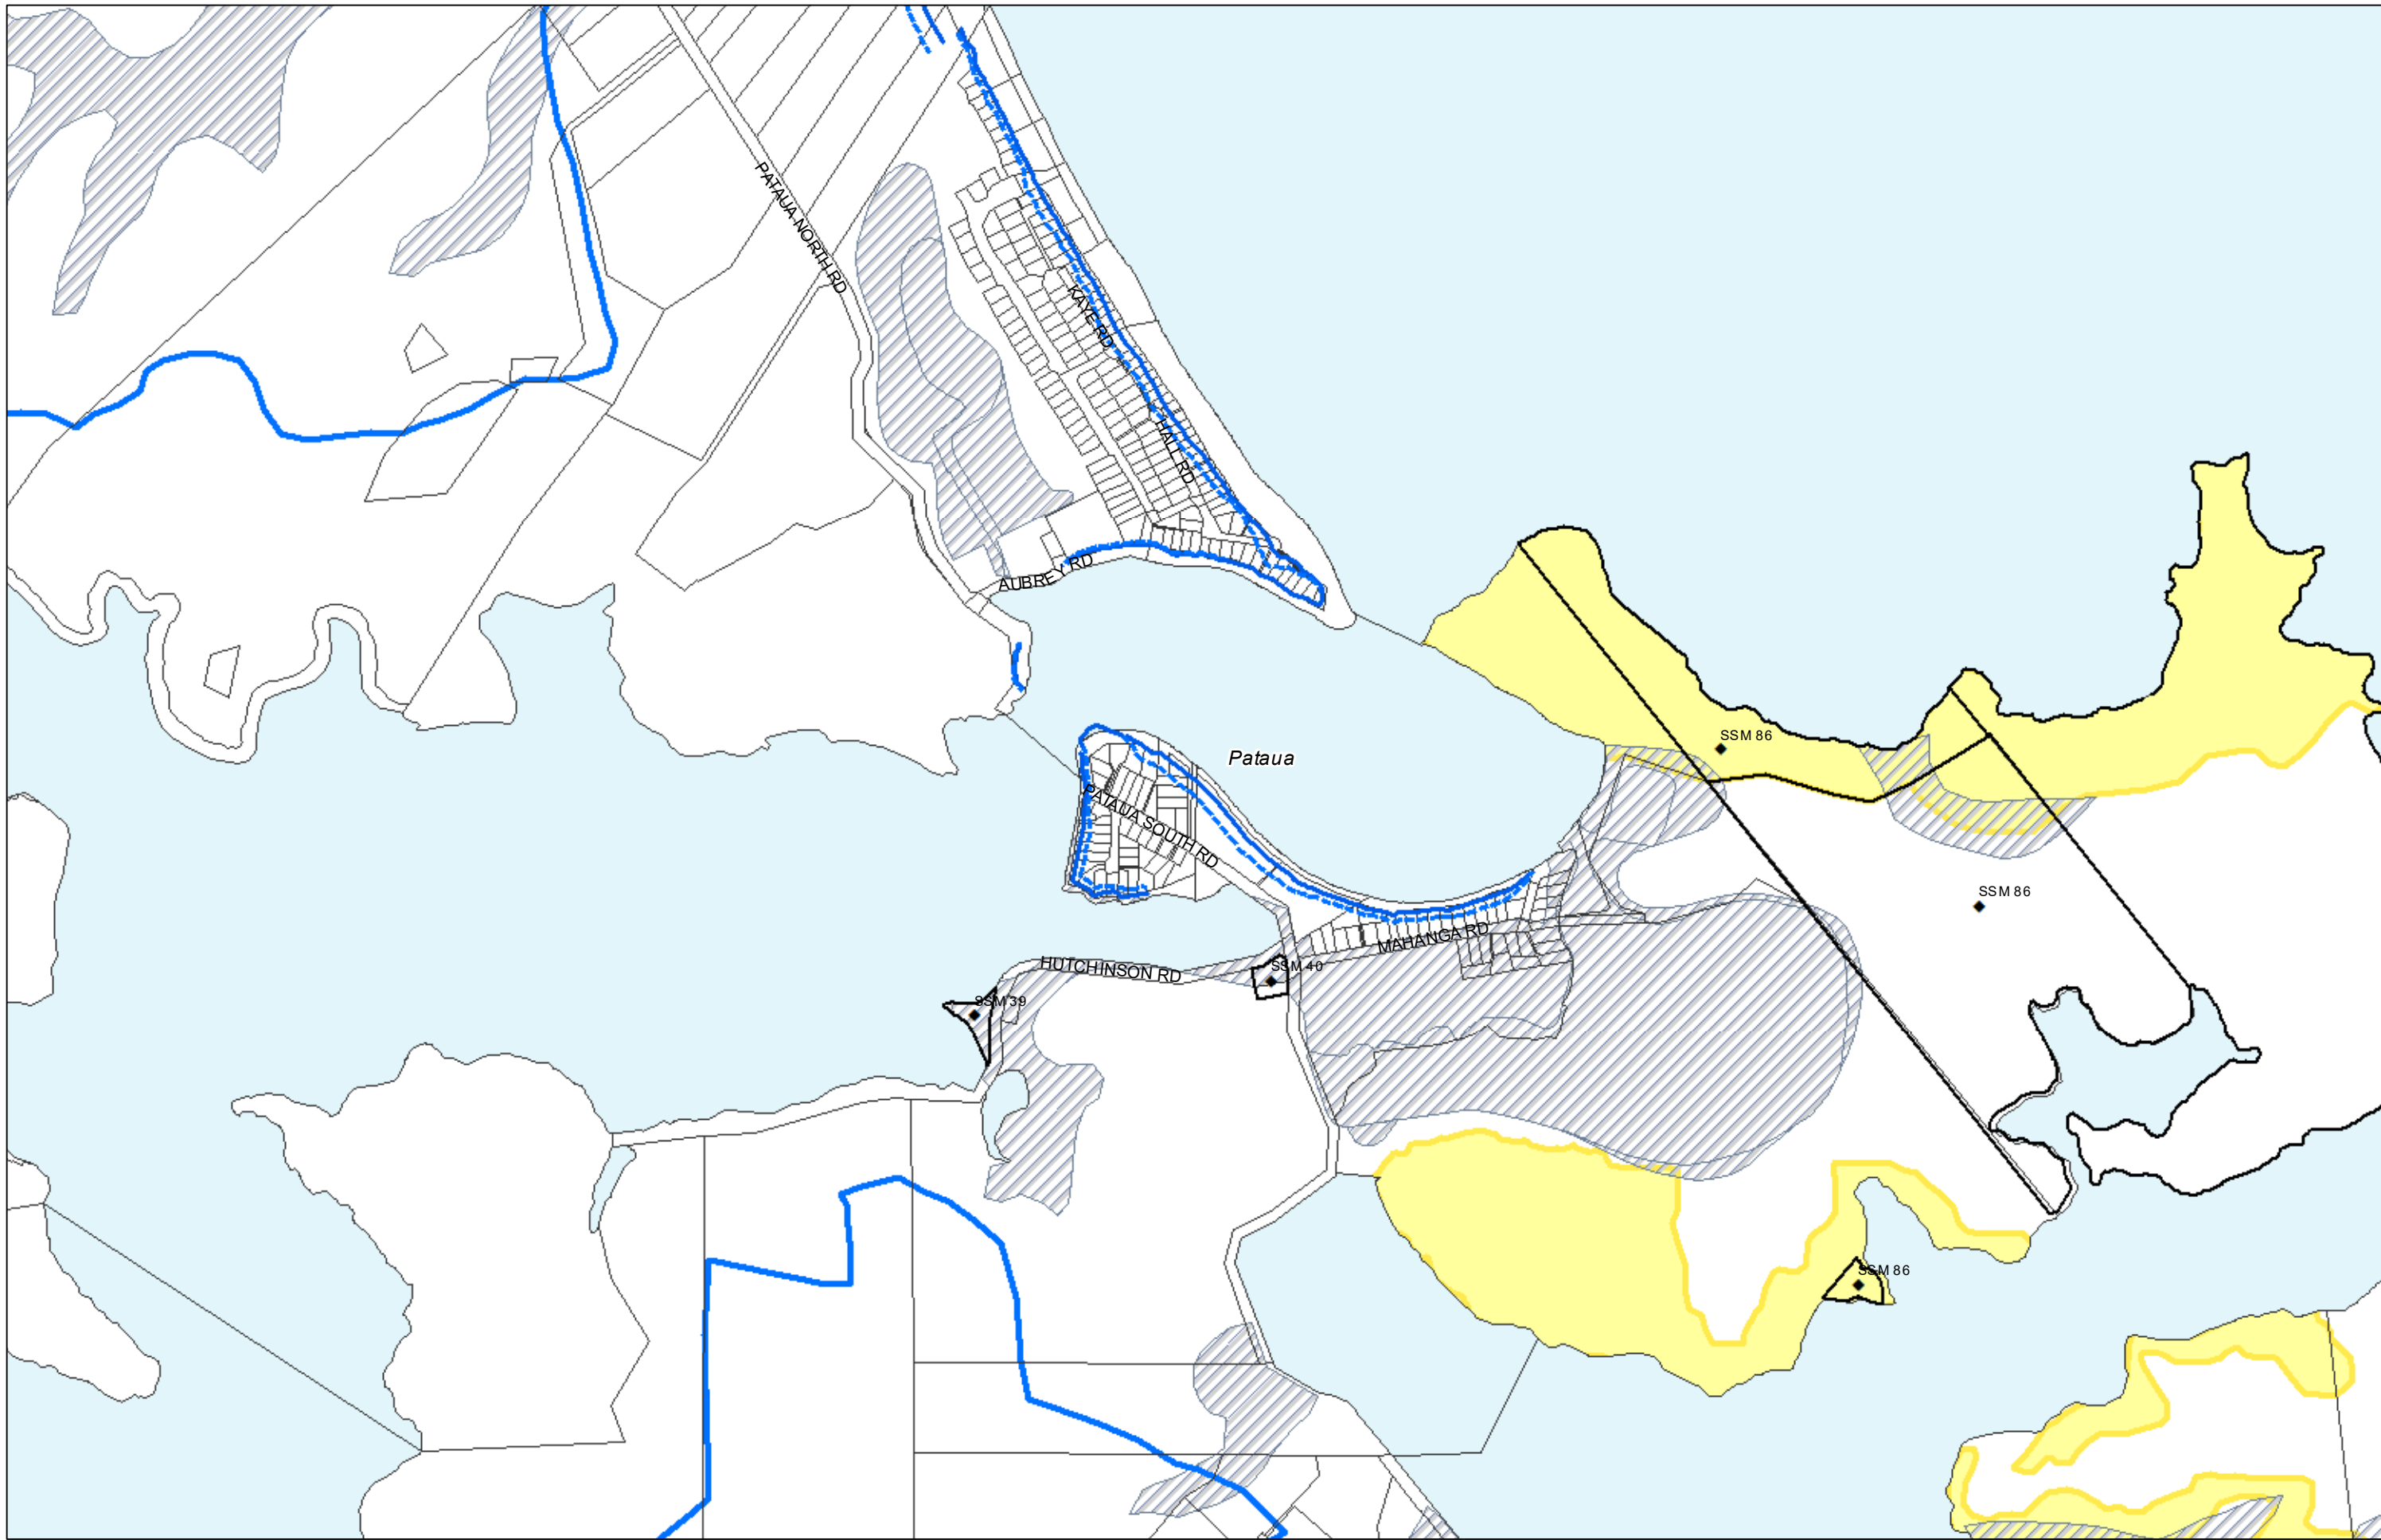 PATAUA NORTH RD
KAYE RD
HALL RD
AUBREY RD
SSM 86
Pataua
PATAUA SOUTH RD
SSM 86
MAHANGA RD
HUTCHINSON RD
SSM 40
SSM 39
SSM 86